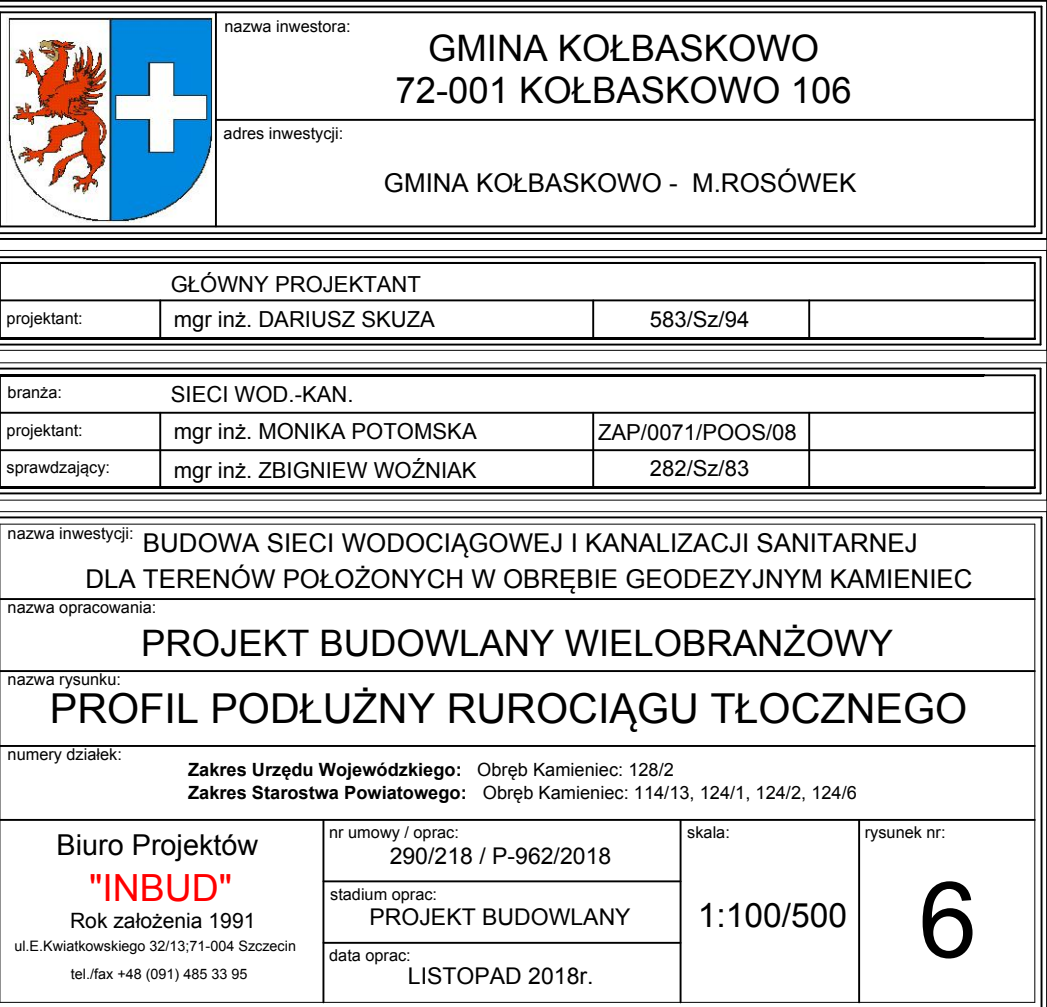 nazwa inwestora:
GMINA KOŁBASKOWO
72-001 KOŁBASKOWO 106
adres inwestycji:
GMINA KOŁBASKOWO - M.ROSÓWEK
GŁÓWNY PROJEKTANT
projektant: mgr inż. DARIUSZ SKUZA 583/Sz/94
branża: SIECI WOD.-KAN.
projektant: mgr inż. MONIKA POTOMSKA ZAP/0071/POOS/08
sprawdzający: mgr inż. ZBIGNIEW WOŹNIAK 282/Sz/83
nazwa inwestycji: BUDOWA SIECI WODOCIĄGOWEJ I KANALIZACJI SANITARNEJ
DLA TERENÓW POŁOŻONYCH W OBRĘBIE GEODEZYJNYM KAMIENIEC
nazwa opracowania:
PROJEKT BUDOWLANY WIELOBRANŻOWY
nazwa rysunku:
PROFIL PODŁUŻNY RUROCIĄGU TŁOCZNEGO
numery działek:
Zakres Urzędu Wojewódzkiego: Obręb Kamieniec: 128/2
Zakres Starostwa Powiatowego: Obręb Kamieniec: 114/13, 124/1, 124/2, 124/6
Biuro Projektów
"INBUD"
Rok założenia 1991
ul.E.Kwiatkowskiego 32/13;71-004 Szczecin
tel./fax +48 (091) 485 33 95
nr umowy / oprac:
290/218 / P-962/2018
stadium oprac:
PROJEKT BUDOWLANY
data oprac:
LISTOPAD 2018r.
skala:
1:100/500
rysunek nr:
6